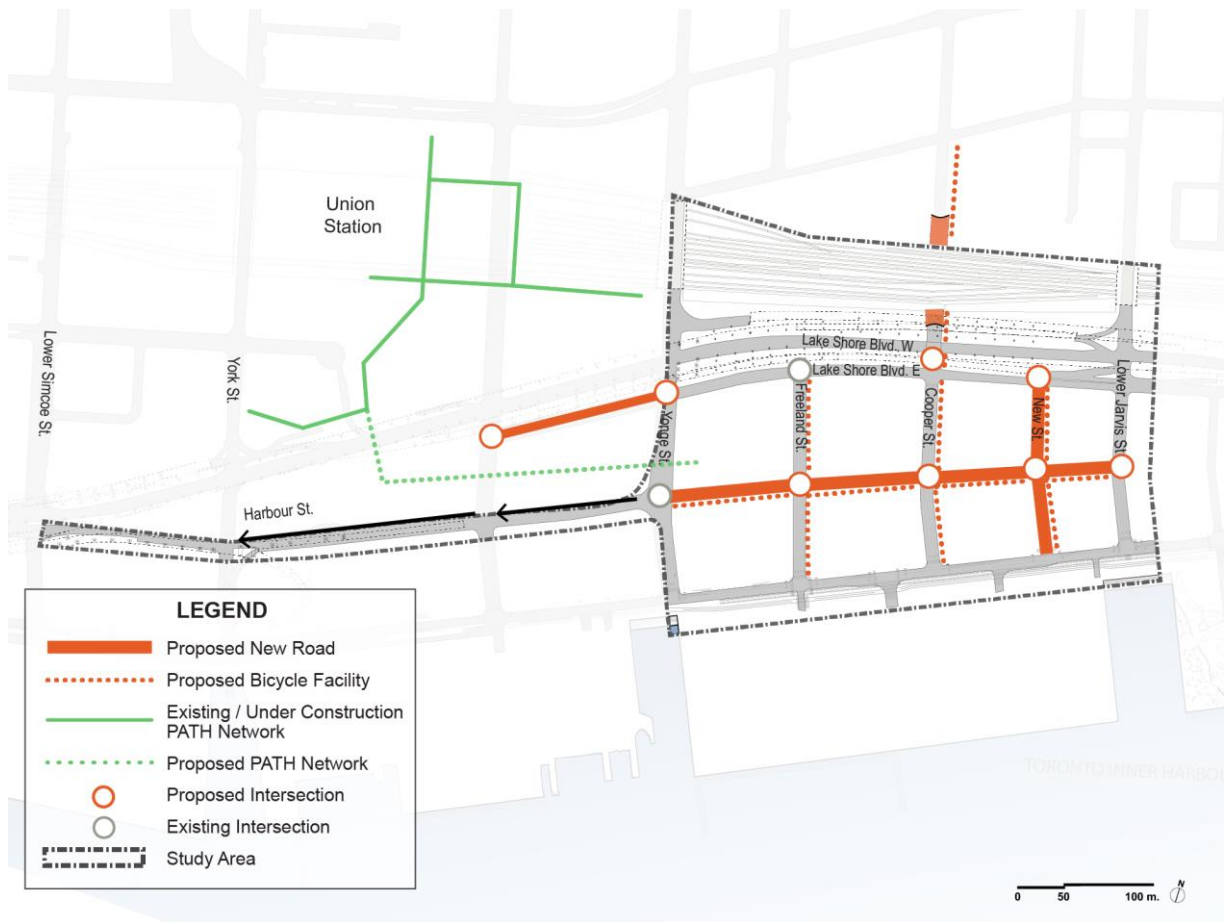 Union
Station
Lower Simcoe St.
York St.
Yonge St.
Lake Shore Blvd. W
Lake Shore Blvd. E
Freeland St.
Cooper St.
New St.
Lower Jarvis St.
Harbour St.
LEGEND
Proposed New Road
Proposed Bicycle Facility
Existing / Under Construction
PATH Network
Proposed PATH Network
Proposed Intersection
Existing Intersection
Study Area
TORONTO INNER HARBOU
0 50 100 m.
N